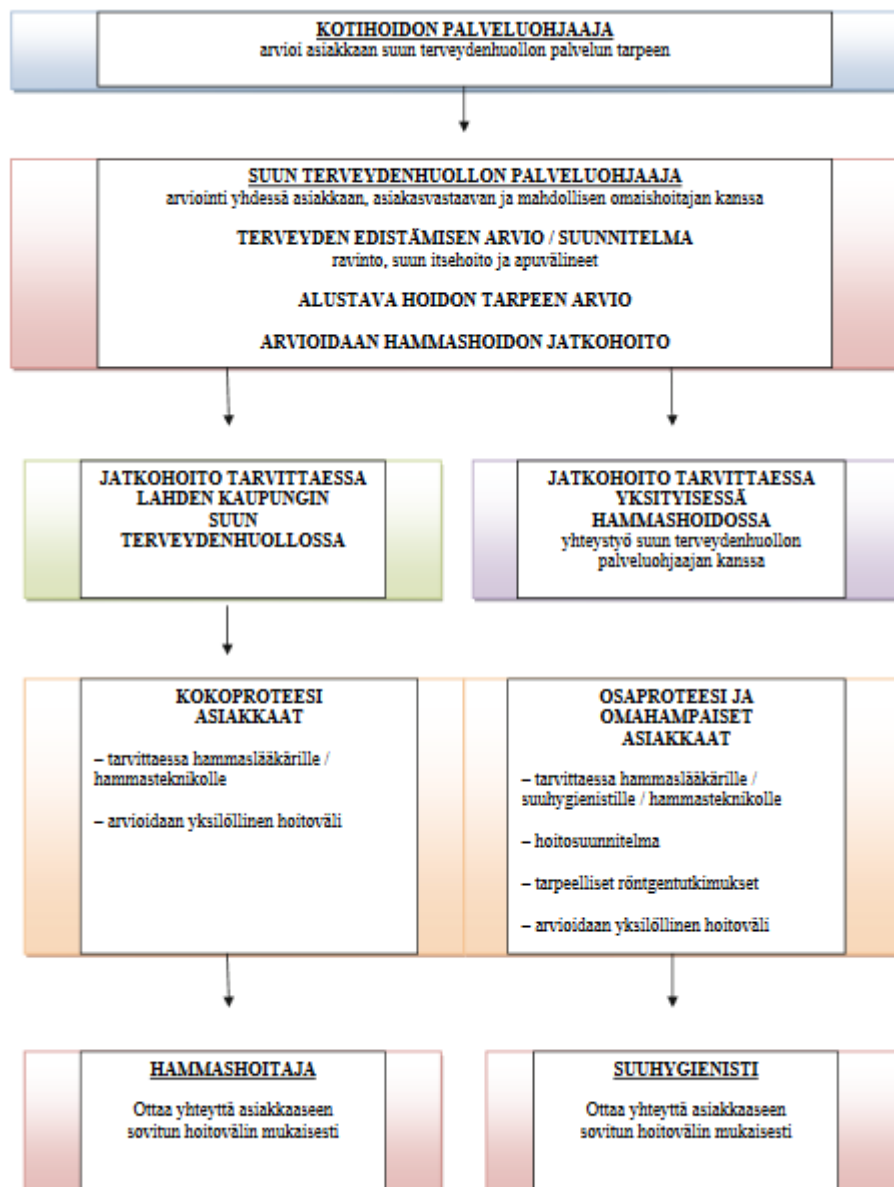 KOTIHOIDON PALVELUOHJAAJA
arvioi asiakkaan suun terveydenhuollon palvelun tarpeen
SUUN TERVEYDENHUOLLON PALVELUOHJAAJA
arviointi yhdessä asiakkaan, asiakasvastaavan ja mahdollisen omaishoitajan kanssa
TERVEYDEN EDISTÄMISEN ARVIO / SUUNNITELMA
ravinto, suun itsehoito ja apuvälineet
ALUSTAVA HOIDON TARPEEN ARVIO
ARVIOIDAAN HAMMASHOIDON JATKOHOITO
JATKOHOITO TARVITTAESSA
LAHDEN KAUPUNGIN
SUUN
TERVEYDENHUOLLOSSA
JATKOHOITO TARVITTAESSA
YKSITYISESSÄ
HAMMASHOIDOSSA
yhteystyö suun terveydenhuollon
palveluohjaajan kanssa
KOKOPROTEESI
ASIAKKAAT
– tarvittaessa hammaslääkärille /
hammasteknikolle
– arvioidaan yksilöllinen hoitoväli
OSAPROTEESI JA
OMAHAMPAISET
ASIAKKAAT
– tarvittaessa hammaslääkärille /
suuhygienistille / hammasteknikolle
– hoitosuunnitelma
– tarpeelliset röntgentutkimukset
– arvioidaan yksilöllinen hoitoväli
HAMMASHOITAJA
Ottaa yhteyttä asiakkaaseen
sovitun hoitovälin mukaisesti
SUUHYGIENISTI
Ottaa yhteyttä asiakkaaseen
sovitun hoitovälin mukaisesti